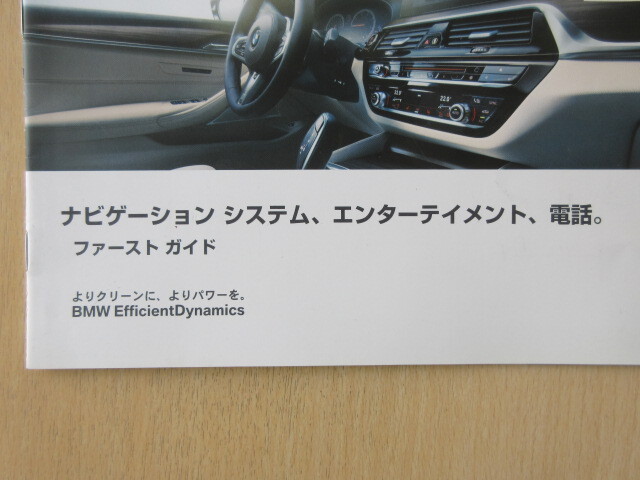 ナビゲーション システム、エンターテイメント、電話。
ファースト ガイド
よりクリーンに、よりパワーを。
BMW EfficientDynamics